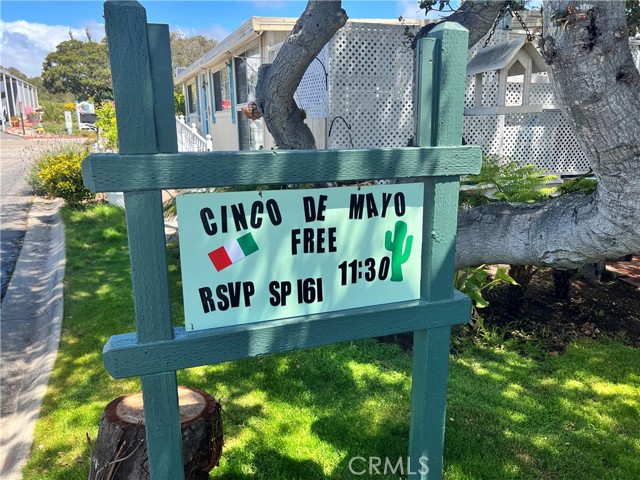 CINCO DE MAYO
FREE
11:30
RSVP SP 161
CRMLS